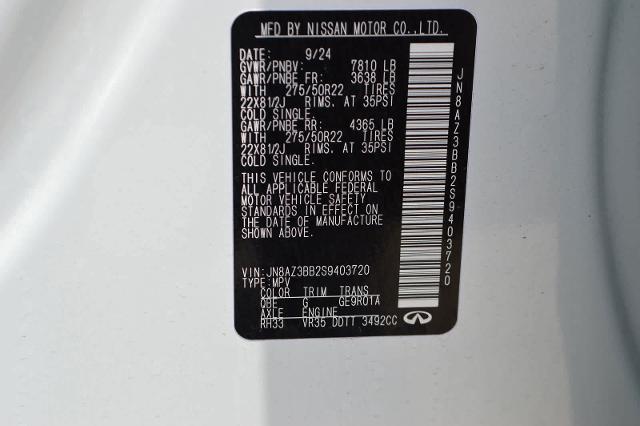 MFD BY NISSAN MOTOR CO.,LTD.
DATE: 9/24
GVWR/PNBV: 7810 LB
GAWR/PNBE FR: 3638 LB
WITH 275/50R22 TIRES
22X81/2J RIMS. AT 35PSI
COLD SINGLE.
GAWR/PNBE RR: 4365 LB
WITH 275/50R22 TIRES
22X81/2J RIMS. AT 35PSI
COLD SINGLE.
THIS VEHICLE CONFORMS TO
ALL APPLICABLE FEDERAL
MOTOR VEHICLE SAFETY
STANDARDS IN EFFECT ON
THE DATE OF MANUFACTURE
SHOWN ABOVE.
VIN: JN8AZ3BB2S9403720
TYPE: MPV
COLOR TRIM TRANS
QBE G GE9R01A
AXLE ENGINE
RH33 VR35 DDTT 3492CC
JN8AZ3BB2S9403720